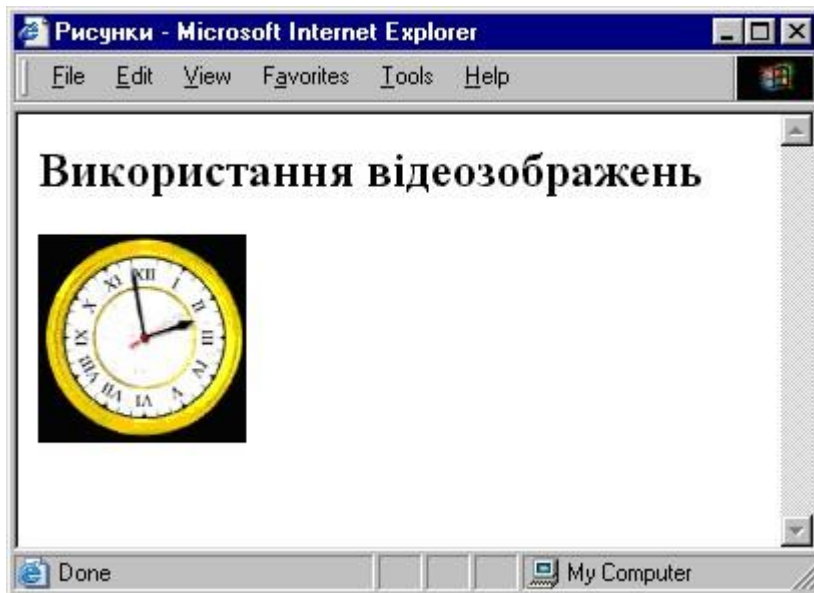 Рисунки - Microsoft Internet Explorer
File Edit View Favorites Tools Help
Використання відеозображень
XII
I
II
III
IV
V
VI
VII
VIII
IX
X
XI
Done
My Computer